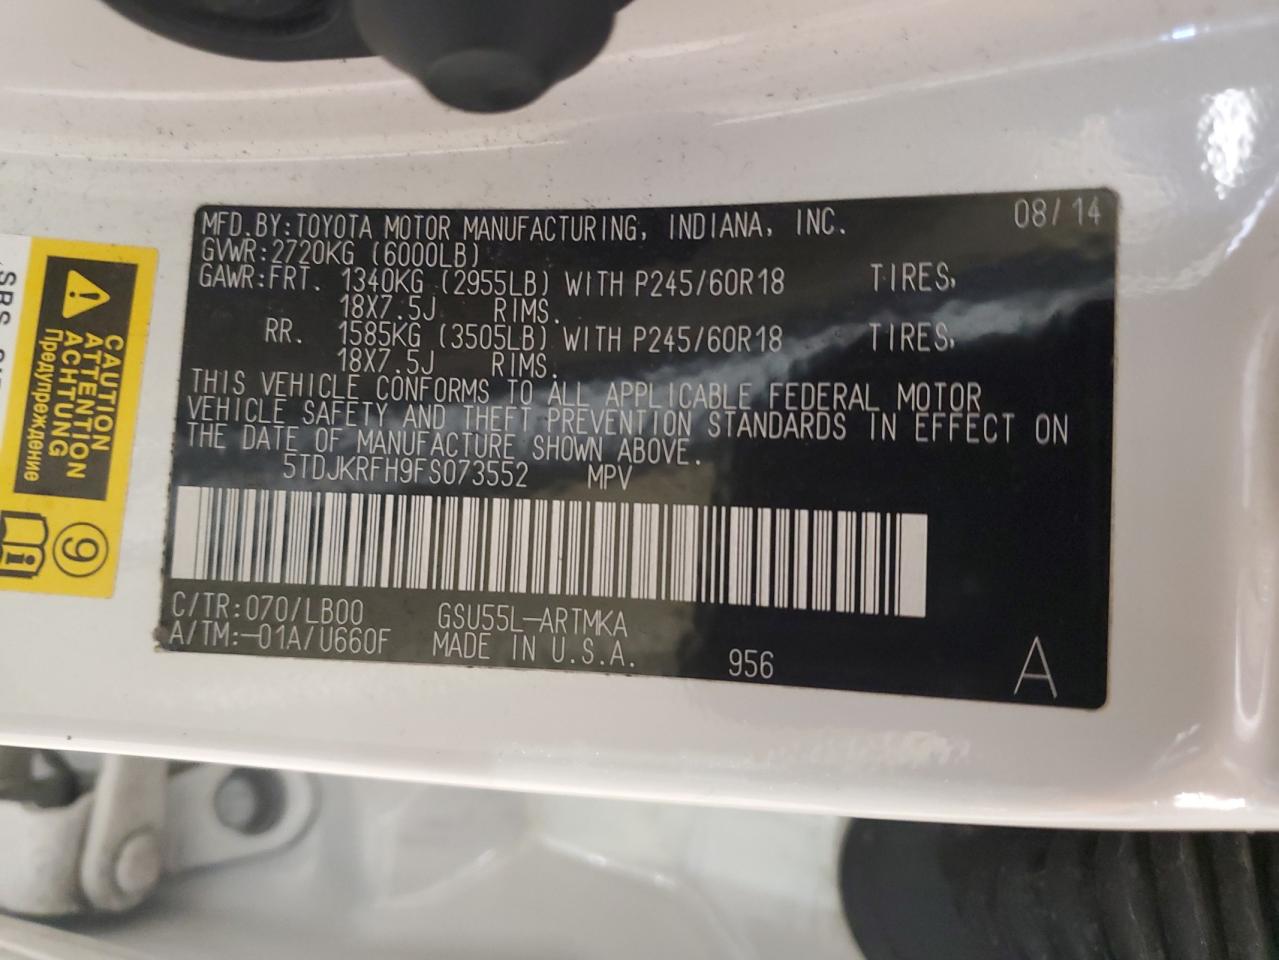 MFD.BY:TOYOTA MOTOR MANUFACTURING, INDIANA, INC. 08/14
GVWR:2720KG (6000LB)
GAWR:FRT. 1340KG (2955LB) WITH P245/60R18 TIRES,
18X7.5J RIMS.
RR. 1585KG (3505LB) WITH P245/60R18 TIRES,
18X7.5J RIMS.
THIS VEHICLE CONFORMS TO ALL APPLICABLE FEDERAL MOTOR
VEHICLE SAFETY AND THEFT PREVENTION STANDARDS IN EFFECT ON
THE DATE OF MANUFACTURE SHOWN ABOVE.
5TDJKRFH9FS073552 MPV
C/TR:070/LB00 GSU55L-ARTMKA
A/TM:-01A/U660F MADE IN U.S.A. 956 A
CAUTION
ATTENTION
ACHTUNG
Предупреждение
9